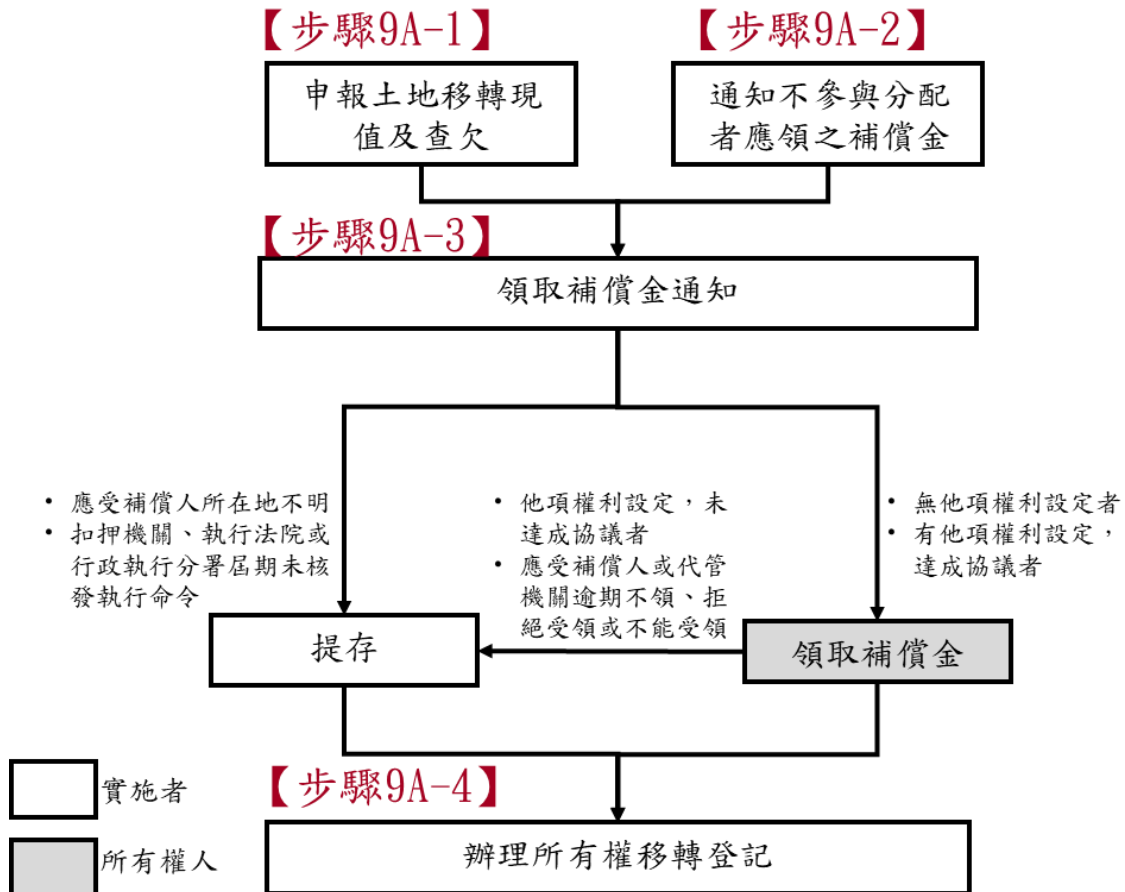 【步驟9A-1】
申報土地移轉現
值及查欠
【步驟9A-2】
通知不參與分配
者應領之補償金
【步驟9A-3】
領取補償金通知
• 應受補償人所在地不明
• 扣押機關、執行法院或
行政執行分署屆期未核
發執行命令
• 他項權利設定，未
達成協議者
• 應受補償人或代管
機關逾期不領、拒
絕受領或不能受領
• 無他項權利設定者
• 有他項權利設定，
達成協議者
提存
領取補償金
實施者
所有權人
【步驟9A-4】
辦理所有權移轉登記